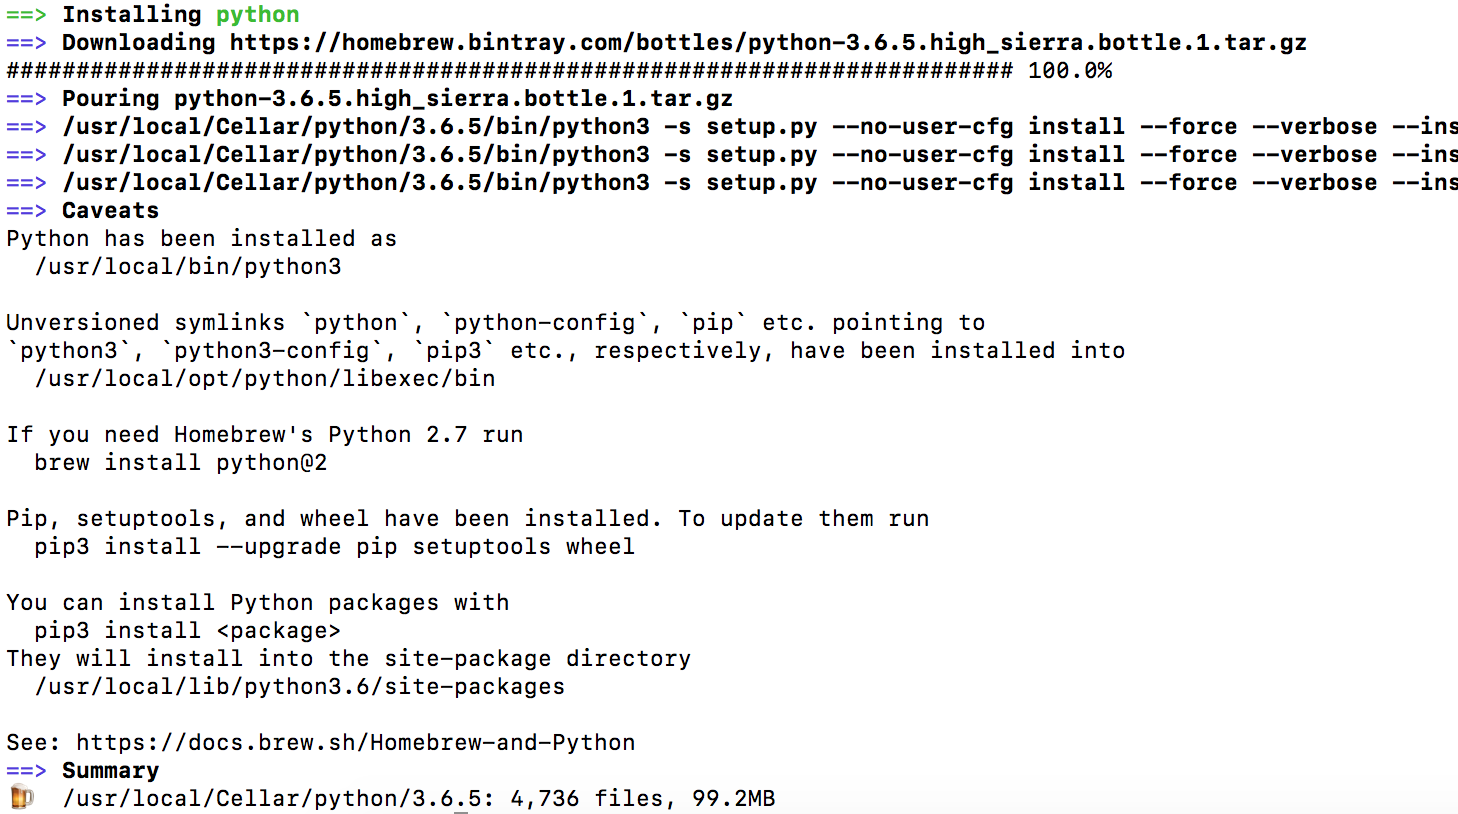 ==> Installing python
==> Downloading https://homebrew.bintray.com/bottles/python-3.6.5.high_sierra.bottle.1.tar.gz
######################################################################## 100.0%
==> Pouring python-3.6.5.high_sierra.bottle.1.tar.gz
==> /usr/local/Cellar/python/3.6.5/bin/python3 -s setup.py --no-user-cfg install --force --verbose --ins
==> /usr/local/Cellar/python/3.6.5/bin/python3 -s setup.py --no-user-cfg install --force --verbose --ins
==> /usr/local/Cellar/python/3.6.5/bin/python3 -s setup.py --no-user-cfg install --force --verbose --ins
==> Caveats
Python has been installed as
  /usr/local/bin/python3

Unversioned symlinks `python`, `python-config`, `pip` etc. pointing to
`python3`, `python3-config`, `pip3` etc., respectively, have been installed into
  /usr/local/opt/python/libexec/bin

If you need Homebrew's Python 2.7 run
  brew install python@2

Pip, setuptools, and wheel have been installed. To update them run
  pip3 install --upgrade pip setuptools wheel

You can install Python packages with
  pip3 install <package>
They will install into the site-package directory
  /usr/local/lib/python3.6/site-packages

See: https://docs.brew.sh/Homebrew-and-Python
==> Summary
🍺  /usr/local/Cellar/python/3.6.5: 4,736 files, 99.2MB